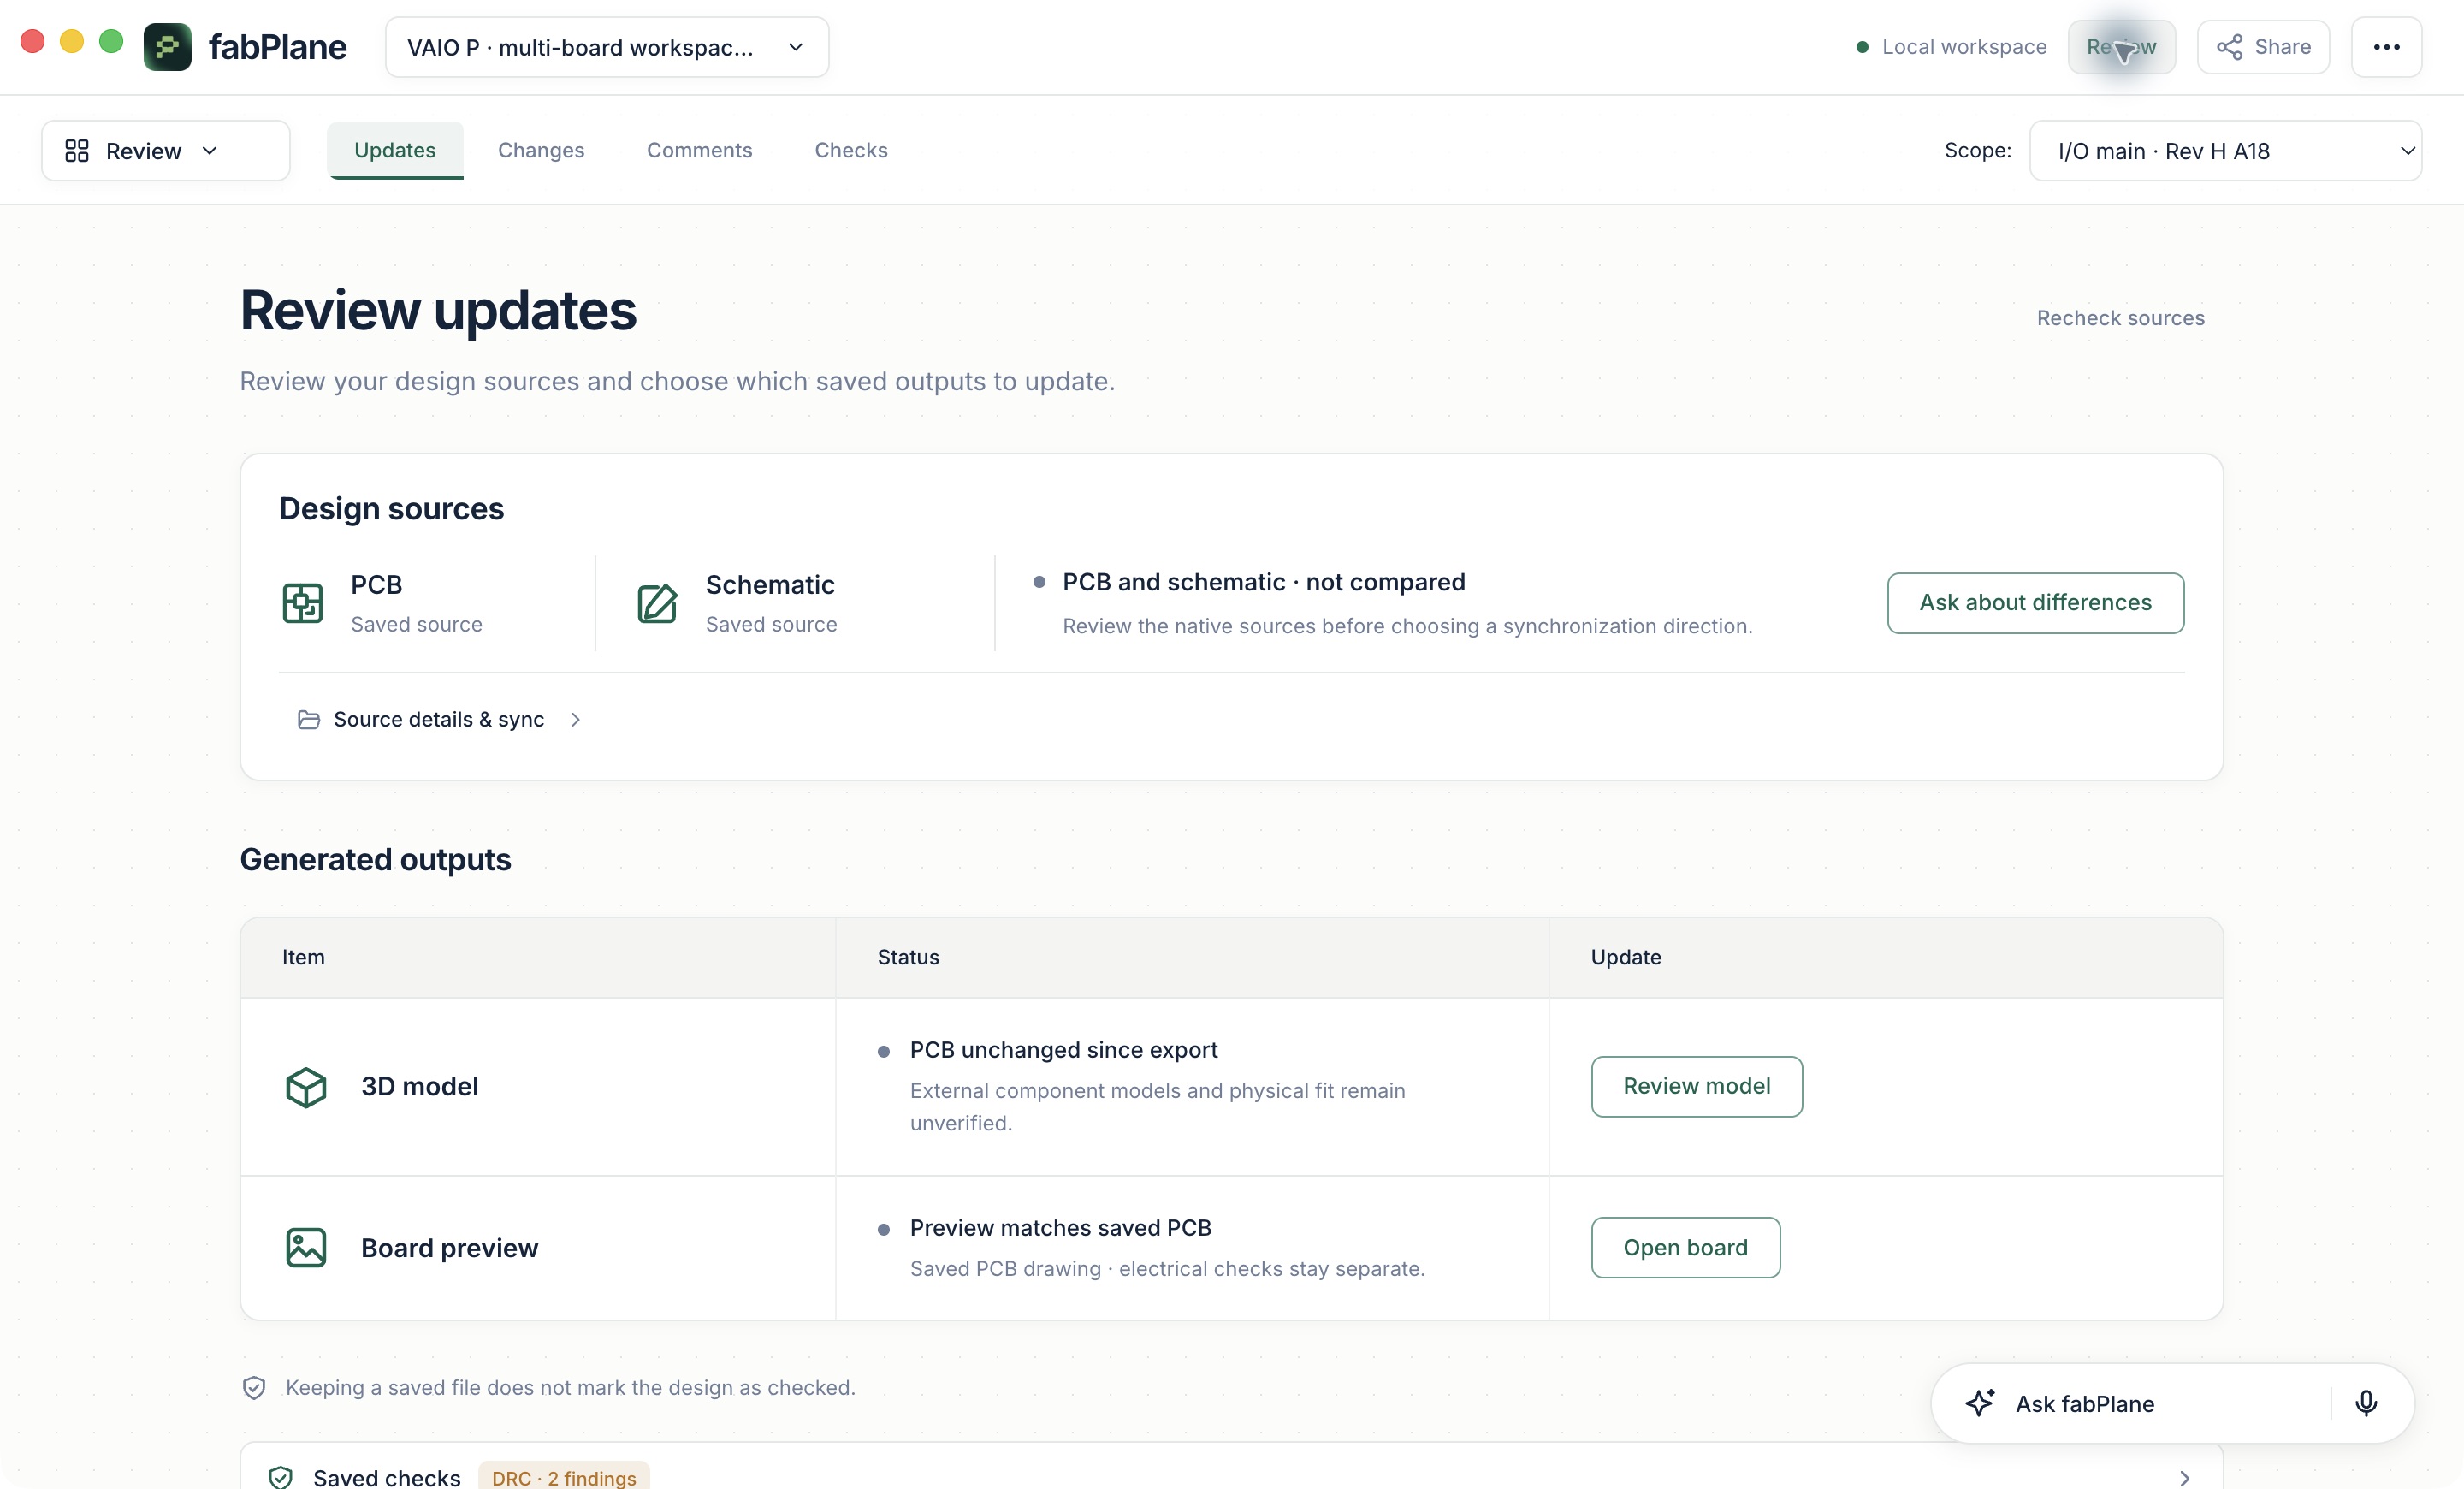 fabPlane
VAIO P · multi-board workspac...
Local workspace
Review
Share
Review
Updates
Changes
Comments
Checks
Scope:
I/O main · Rev H A18
Review updates
Recheck sources
Review your design sources and choose which saved outputs to update.
Design sources
PCB
Saved source
Schematic
Saved source
PCB and schematic · not compared
Review the native sources before choosing a synchronization direction.
Ask about differences
Source details & sync
Generated outputs
Item
Status
Update
3D model
PCB unchanged since export
External component models and physical fit remain
unverified.
Review model
Board preview
Preview matches saved PCB
Saved PCB drawing · electrical checks stay separate.
Open board
Keeping a saved file does not mark the design as checked.
Ask fabPlane
Saved checks
DRC · 2 findings